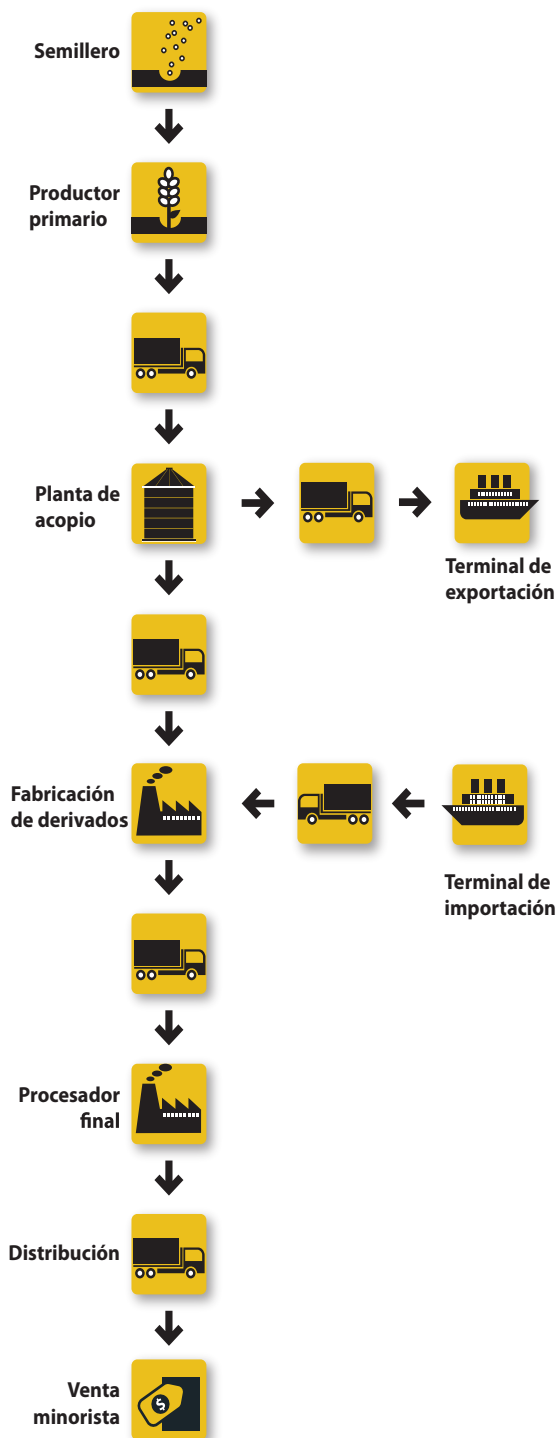 Semillero
Productor
primario
Planta de
acopio
Terminal de
exportación
Fabricación
de derivados
Terminal de
importación
Procesador
final
Distribución
Venta
minorista
$